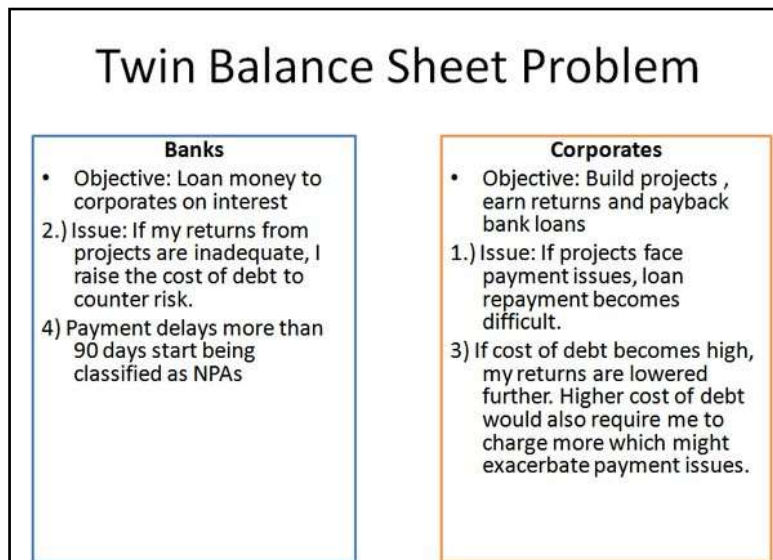 Twin Balance Sheet Problem
Banks
• Objective: Loan money to
corporates on interest
2.) Issue: If my returns from
projects are inadequate, I
raise the cost of debt to
counter risk.
4) Payment delays more than
90 days start being
classified as NPAs
Corporates
• Objective: Build projects ,
earn returns and payback
bank loans
1.) Issue: If projects face
payment issues, loan
repayment becomes
difficult.
3) If cost of debt becomes high,
my returns are lowered
further. Higher cost of debt
would also require me to
charge more which might
exacerbate payment issues.